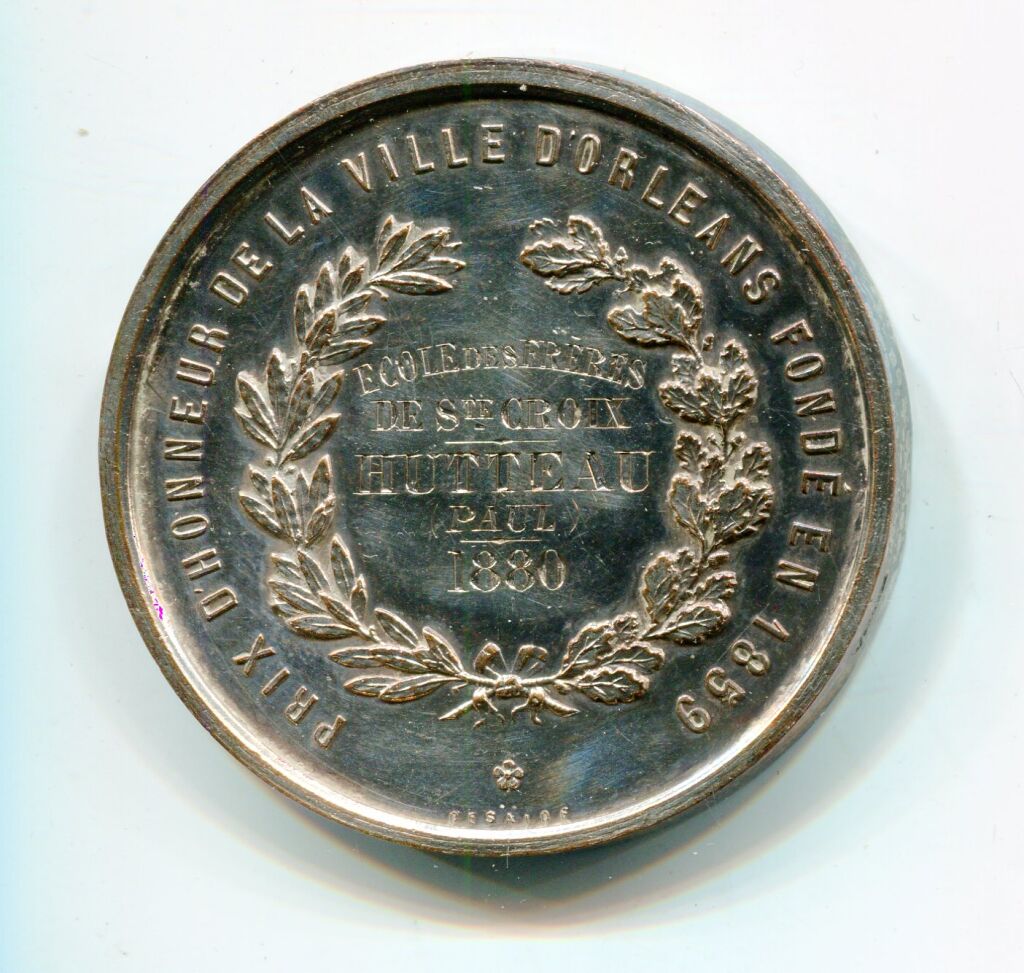 PRIX D'HONNEUR DE LA VILLE D'ORLEANS FONDÉ EN 1859
ECOLE DES FRÈRES
DE STE CROIX
HUTTEAU
(PAUL)
1880